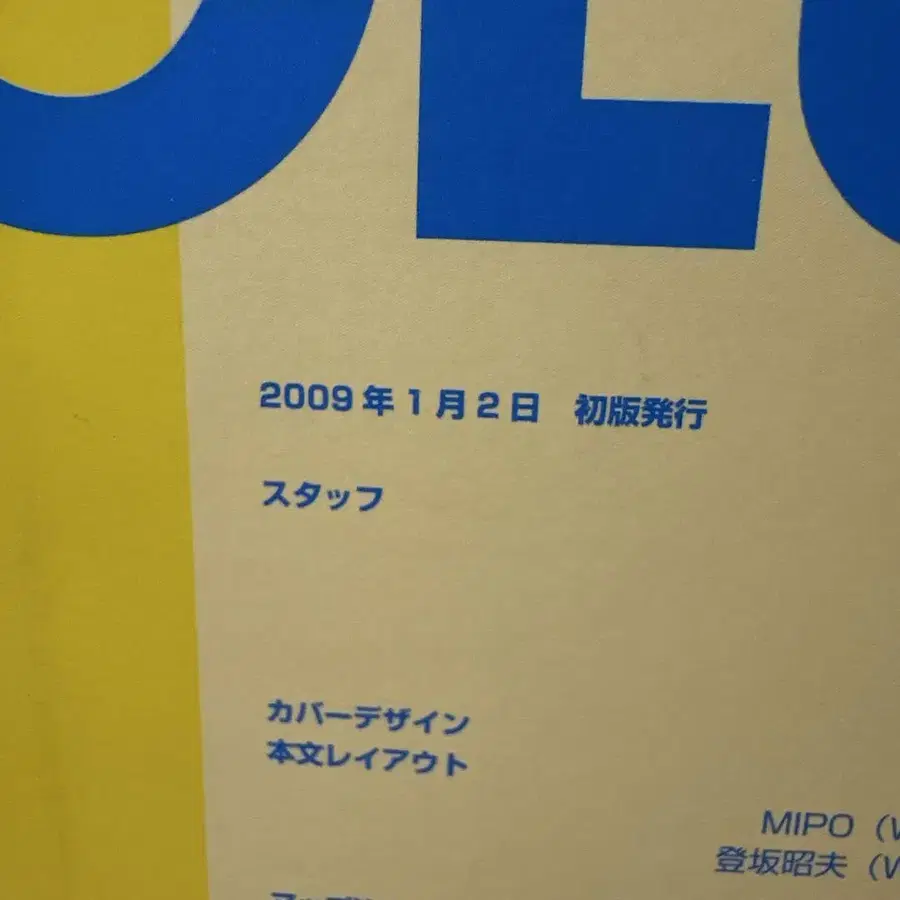 2009年1月2日 初版発行
スタッフ
カバーデザイン
本文レイアウト
MIPO
登坂昭夫